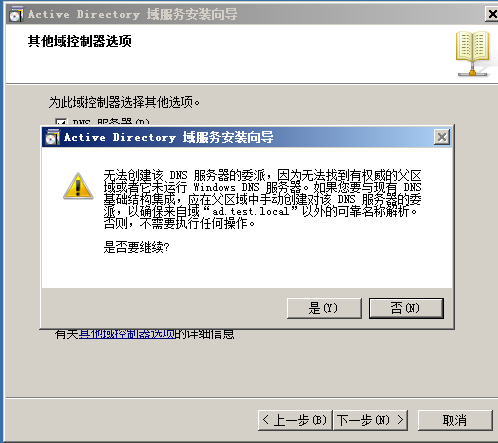 Active Directory 域服务安装向导
其他域控制器选项
为此域控制器选择其他选项。
DNS 服务器(D)
Active Directory 域服务安装向导
无法创建该 DNS 服务器的委派，因为无法找到有权威的父区
域或者它未运行 Windows DNS 服务器。如果您要与现有 DNS
基础结构集成，应在父区域中手动创建对该 DNS 服务器的委
派，以确保来自域“ad.test.local”以外的可靠名称解析。
否则，不需要执行任何操作。
是否要继续?
是(Y)
否(N)
有关其他域控制器选项的详细信息
< 上一步(B)
下一步(N) >
取消